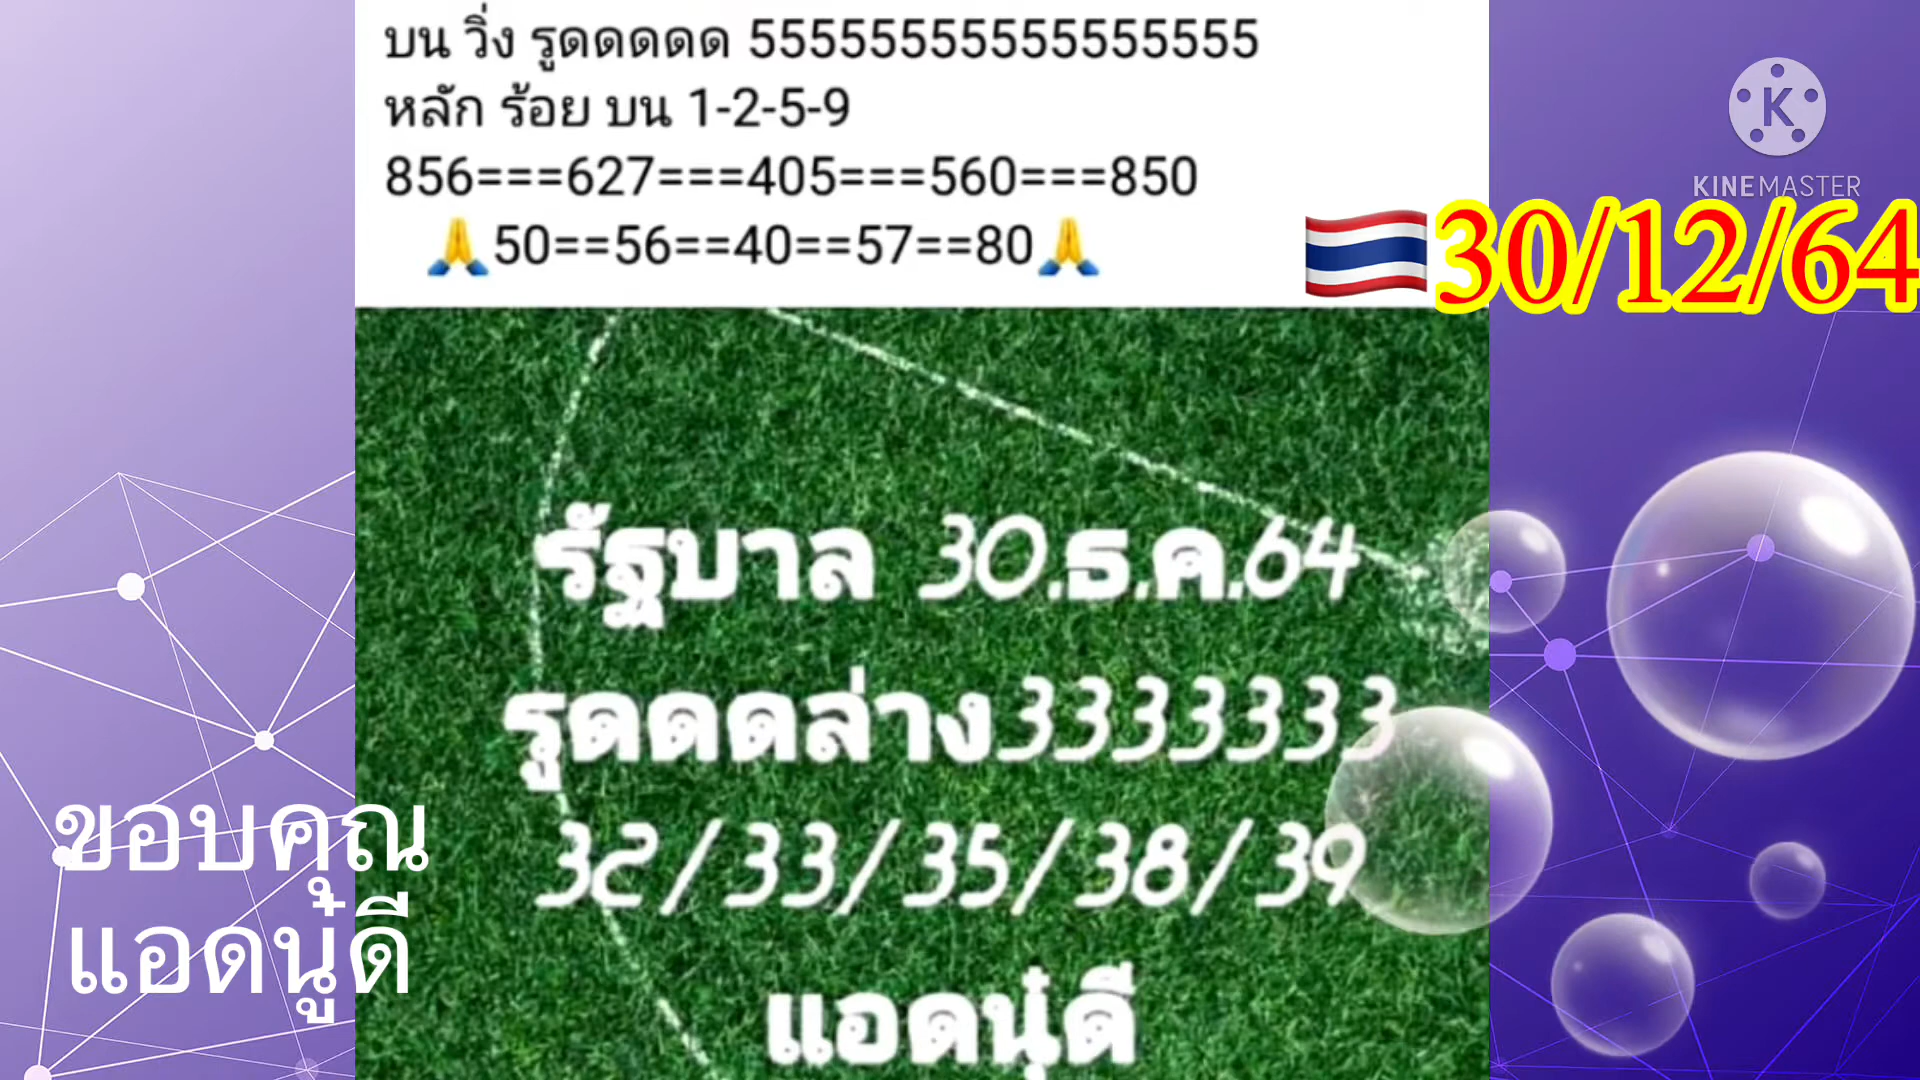 บน วิ่ง รูดดดดด 55555555555555555
หลัก ร้อย บน 1-2-5-9
856===627===405===560===850
🙏50==56==40==57==80🙏
KINEMASTER
🇹🇭30/12/64
รัฐบาล 30.ธ.ค.64
รูดดดล่าง3333333
32/33/35/38/39
ขอบคุณ
แอดนู๋ดี
แอดนู๋ดี